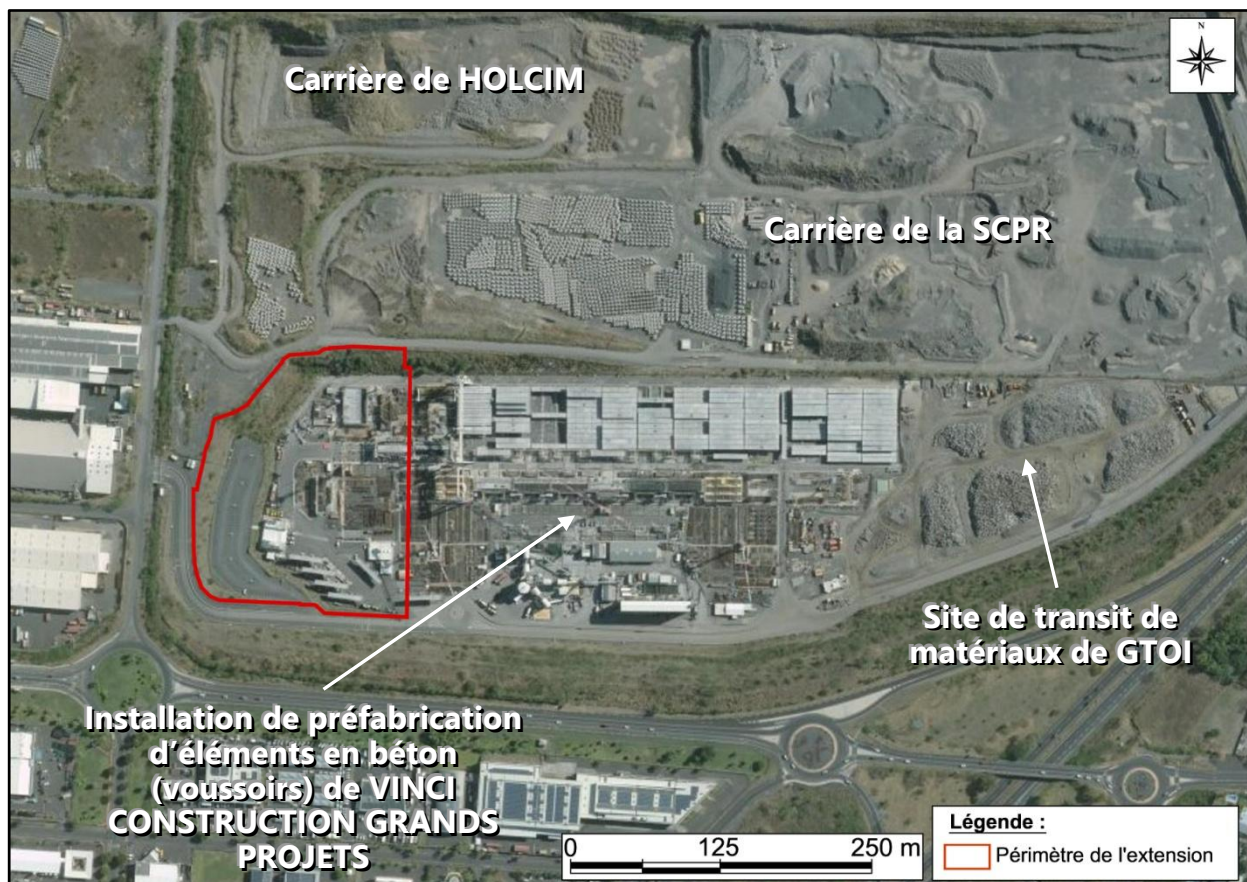 N
Carrière de HOLCIM
Carrière de la SCPR
Site de transit de
matériaux de GTOI
Installation de préfabrication
d'éléments en béton
(voussoirs) de VINCI
CONSTRUCTION GRANDS
PROJETS
0 125 250 m
Légende :
Périmètre de l'extension